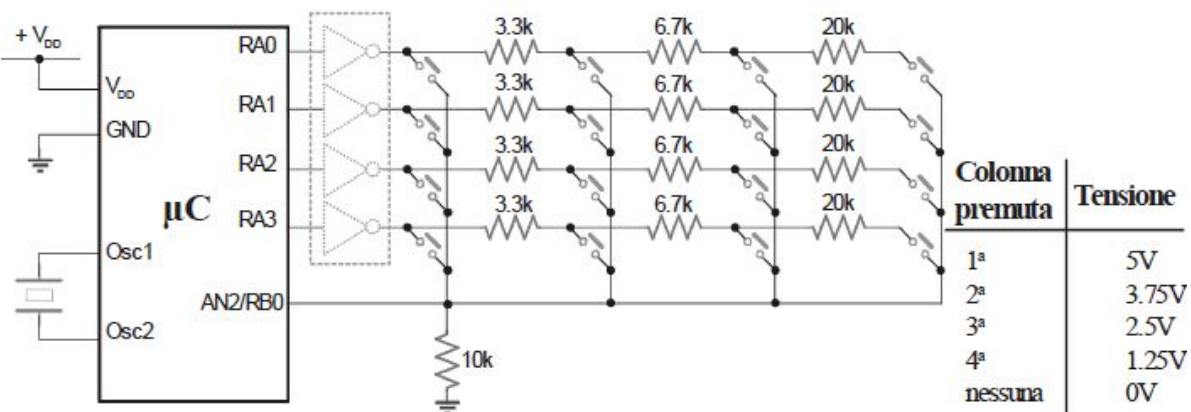 + V_DD
V_DD
GND
μC
Osc1
Osc2
RA0
RA1
RA2
RA3
AN2/RB0
3.3k 6.7k 20k
3.3k 6.7k 20k
3.3k 6.7k 20k
3.3k 6.7k 20k
10k
Colonna premuta Tensione
1ª 5V
2ª 3.75V
3ª 2.5V
4ª 1.25V
nessuna 0V